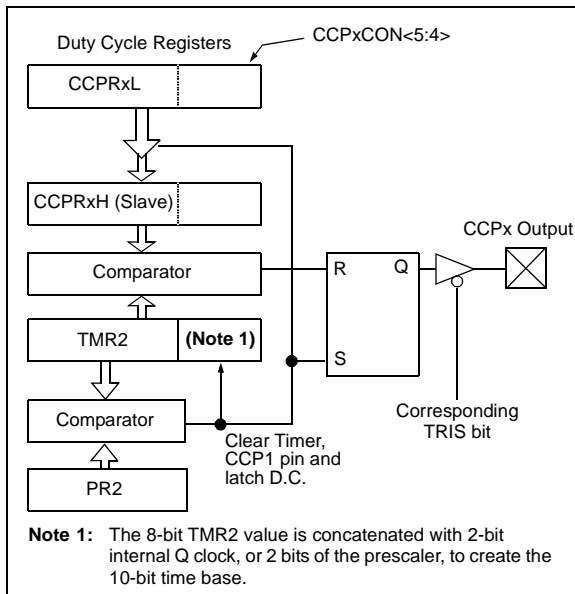 Duty Cycle Registers
CCPxCON<5:4>
CCPRxL
CCPRxH (Slave)
CCPx Output
Comparator
R
Q
TMR2
(Note 1)
S
Comparator
Clear Timer,
CCP1 pin and
latch D.C.
Corresponding
TRIS bit
PR2
Note 1: The 8-bit TMR2 value is concatenated with 2-bit
internal Q clock, or 2 bits of the prescaler, to create the
10-bit time base.